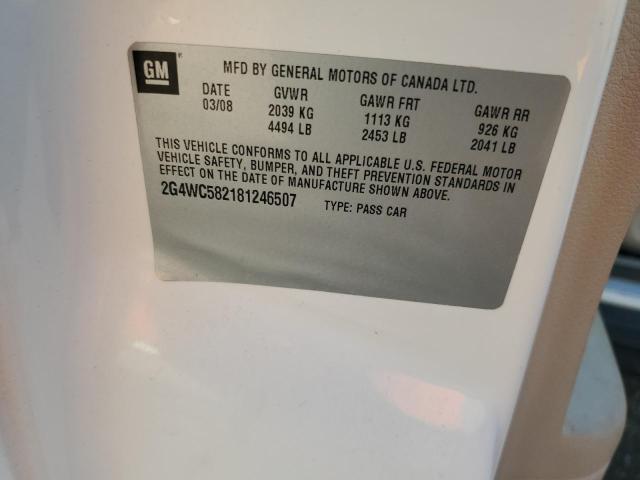 GM
MFD BY GENERAL MOTORS OF CANADA LTD.
DATE GVWR GAWR FRT GAWR RR
03/08 2039 KG 1113 KG 926 KG
4494 LB 2453 LB 2041 LB
THIS VEHICLE CONFORMS TO ALL APPLICABLE U.S. FEDERAL MOTOR
VEHICLE SAFETY, BUMPER, AND THEFT PREVENTION STANDARDS IN
EFFECT ON THE DATE OF MANUFACTURE SHOWN ABOVE.
2G4WC582181246507 TYPE: PASS CAR